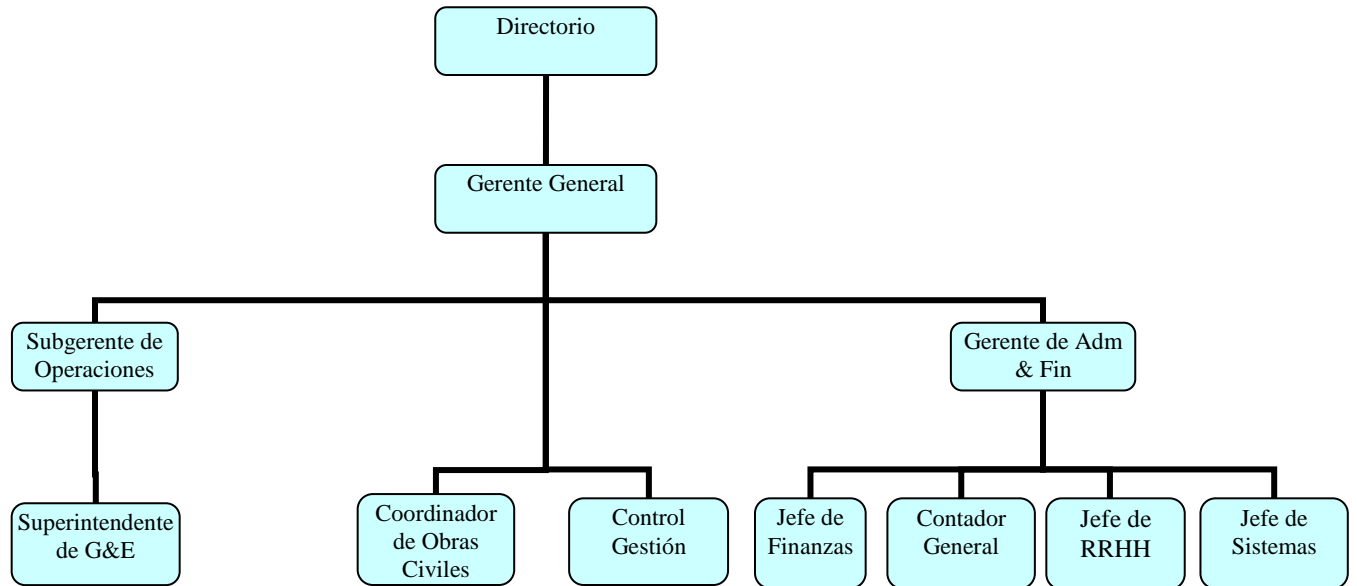 Directorio
Gerente General
Subgerente de
Operaciones
Gerente de Adm
& Fin
Superintendente
de G&E
Coordinador
de Obras
Civiles
Control
Gestión
Jefe de
Finanzas
Contador
General
Jefe de
RRHH
Jefe de
Sistemas